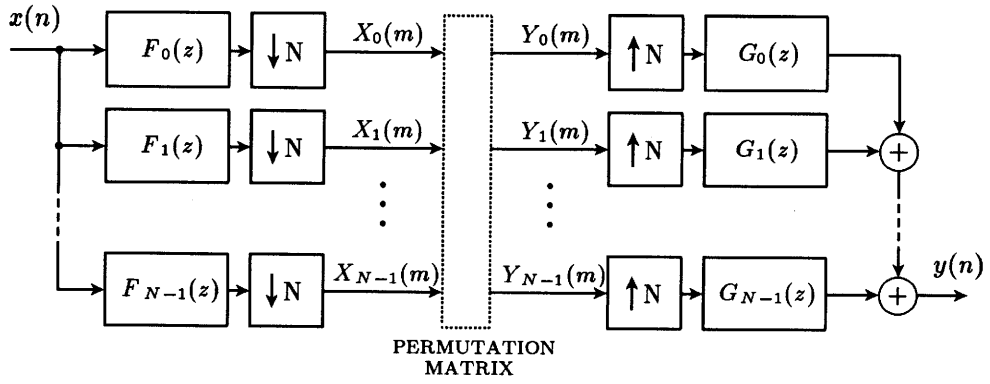 x(n) F₀(z) ↓N X₀(m) Y₀(m) ↑N G₀(z)
F₁(z) ↓N X₁(m) Y₁(m) ↑N G₁(z) +
F_{N−1}(z) ↓N X_{N−1}(m) Y_{N−1}(m) ↑N G_{N−1}(z) + y(n)
PERMUTATION
MATRIX